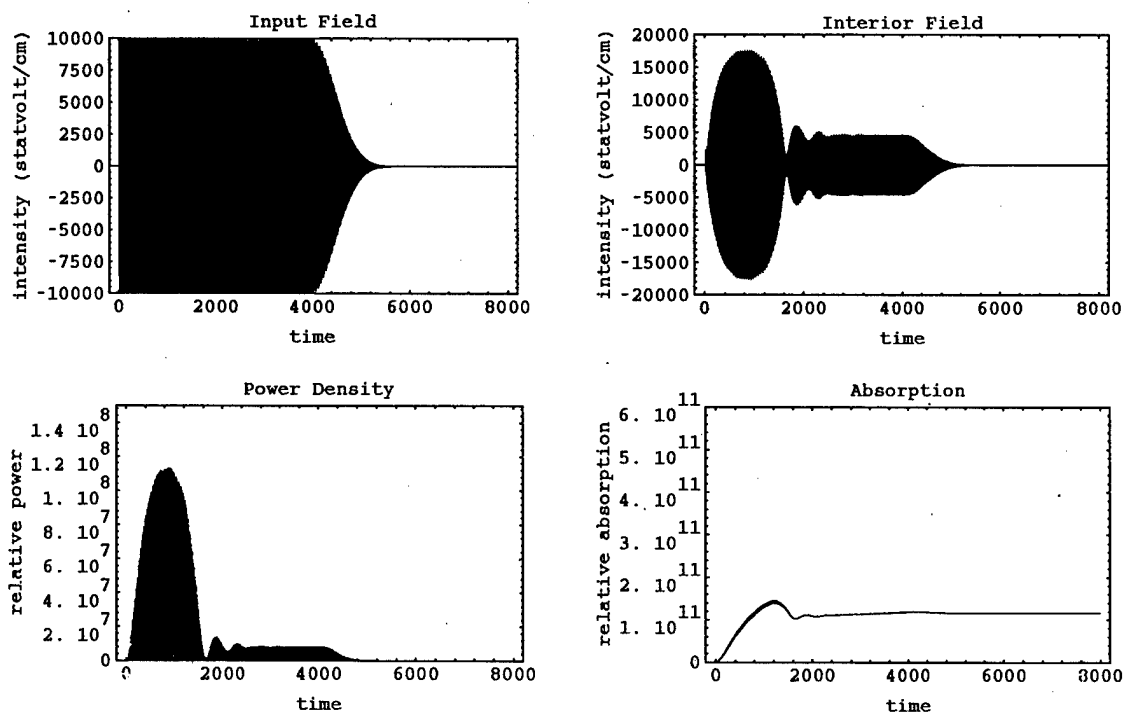 Input Field
intensity (statvolt/cm)
10000
7500
5000
2500
0
-2500
-5000
-7500
-10000
0 2000 4000 6000 8000
time
Interior Field
intensity (statvolt/cm)
20000
15000
10000
5000
0
-5000
-10000
-15000
-20000
0 2000 4000 6000 8000
time
Power Density
relative power
8
1.4 10
8
1.2 10
8
1. 10
7
8. 10
7
6. 10
7
4. 10
7
2. 10
0
0 2000 4000 6000 8000
time
Absorption
relative absorption
11
6. 10
11
5. 10
11
4. 10
11
3. 10
11
2. 10
11
1. 10
0
0 2000 4000 6000 8000
time